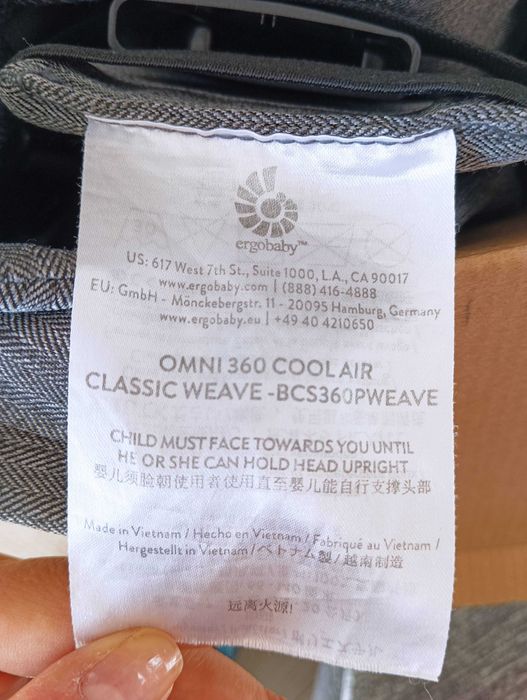 ergobaby™
US: 617 West 7th St., Suite 1000, L.A., CA 90017
www.ergobaby.com | (888) 416-4888
EU: GmbH - Mönckebergstr. 11 - 20095 Hamburg, Germany
www.ergobaby.eu | +49 40 4210650
OMNI 360 COOL AIR
CLASSIC WEAVE -BCS360PWEAVE
CHILD MUST FACE TOWARDS YOU UNTIL
HE OR SHE CAN HOLD HEAD UPRIGHT
婴儿须脸朝使用者使用直至婴儿能自行支撑头部
Made in Vietnam / Hecho en Vietnam / Fabriqué au Vietnam /
Hergestellt in Vietnam / ベトナム製 / 越南制造
远离火源!